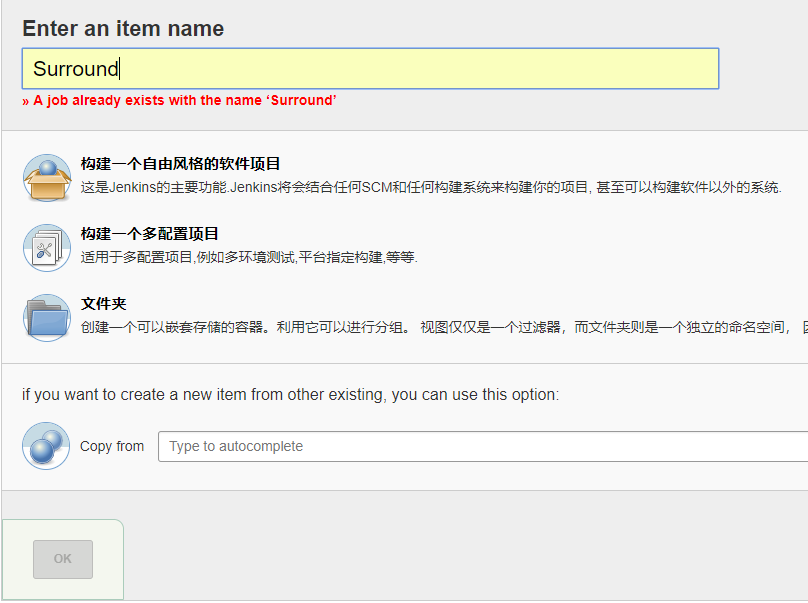 Enter an item name
Surround
» A job already exists with the name ‘Surround’
构建一个自由风格的软件项目
这是Jenkins的主要功能.Jenkins将会结合任何SCM和任何构建系统来构建你的项目, 甚至可以构建软件以外的系统.
构建一个多配置项目
适用于多配置项目,例如多环境测试,平台指定构建,等等.
文件夹
创建一个可以嵌套存储的容器。利用它可以进行分组。 视图仅仅是一个过滤器，而文件夹则是一个独立的命名空间，
if you want to create a new item from other existing, you can use this option:
Copy from
Type to autocomplete
OK